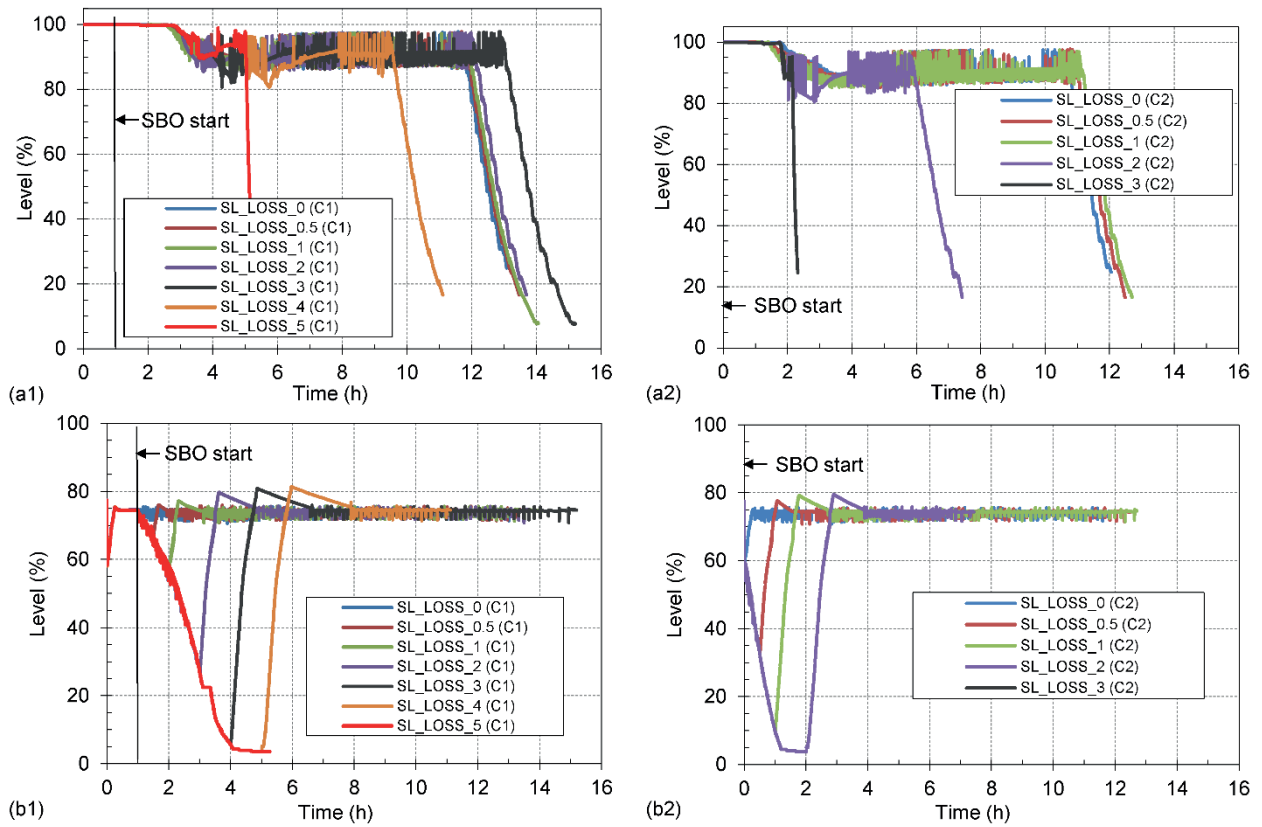 100
80
60
40
20
0
Level (%)
SBO start
SL_LOSS_0 (C1)
SL_LOSS_0.5 (C1)
SL_LOSS_1 (C1)
SL_LOSS_2 (C1)
SL_LOSS_3 (C1)
SL_LOSS_4 (C1)
SL_LOSS_5 (C1)
0 2 4 6 8 10 12 14 16
Time (h)
(a1)
100
80
60
40
20
0
Level (%)
SL_LOSS_0 (C2)
SL_LOSS_0.5 (C2)
SL_LOSS_1 (C2)
SL_LOSS_2 (C2)
SL_LOSS_3 (C2)
SBO start
0 2 4 6 8 10 12 14 16
Time (h)
(a2)
100
80
60
40
20
0
Level (%)
SBO start
SL_LOSS_0 (C1)
SL_LOSS_0.5 (C1)
SL_LOSS_1 (C1)
SL_LOSS_2 (C1)
SL_LOSS_3 (C1)
SL_LOSS_4 (C1)
SL_LOSS_5 (C1)
0 2 4 6 8 10 12 14 16
Time (h)
(b1)
100
80
60
40
20
0
Level (%)
SBO start
SL_LOSS_0 (C2)
SL_LOSS_0.5 (C2)
SL_LOSS_1 (C2)
SL_LOSS_2 (C2)
SL_LOSS_3 (C2)
0 2 4 6 8 10 12 14 16
Time (h)
(b2)